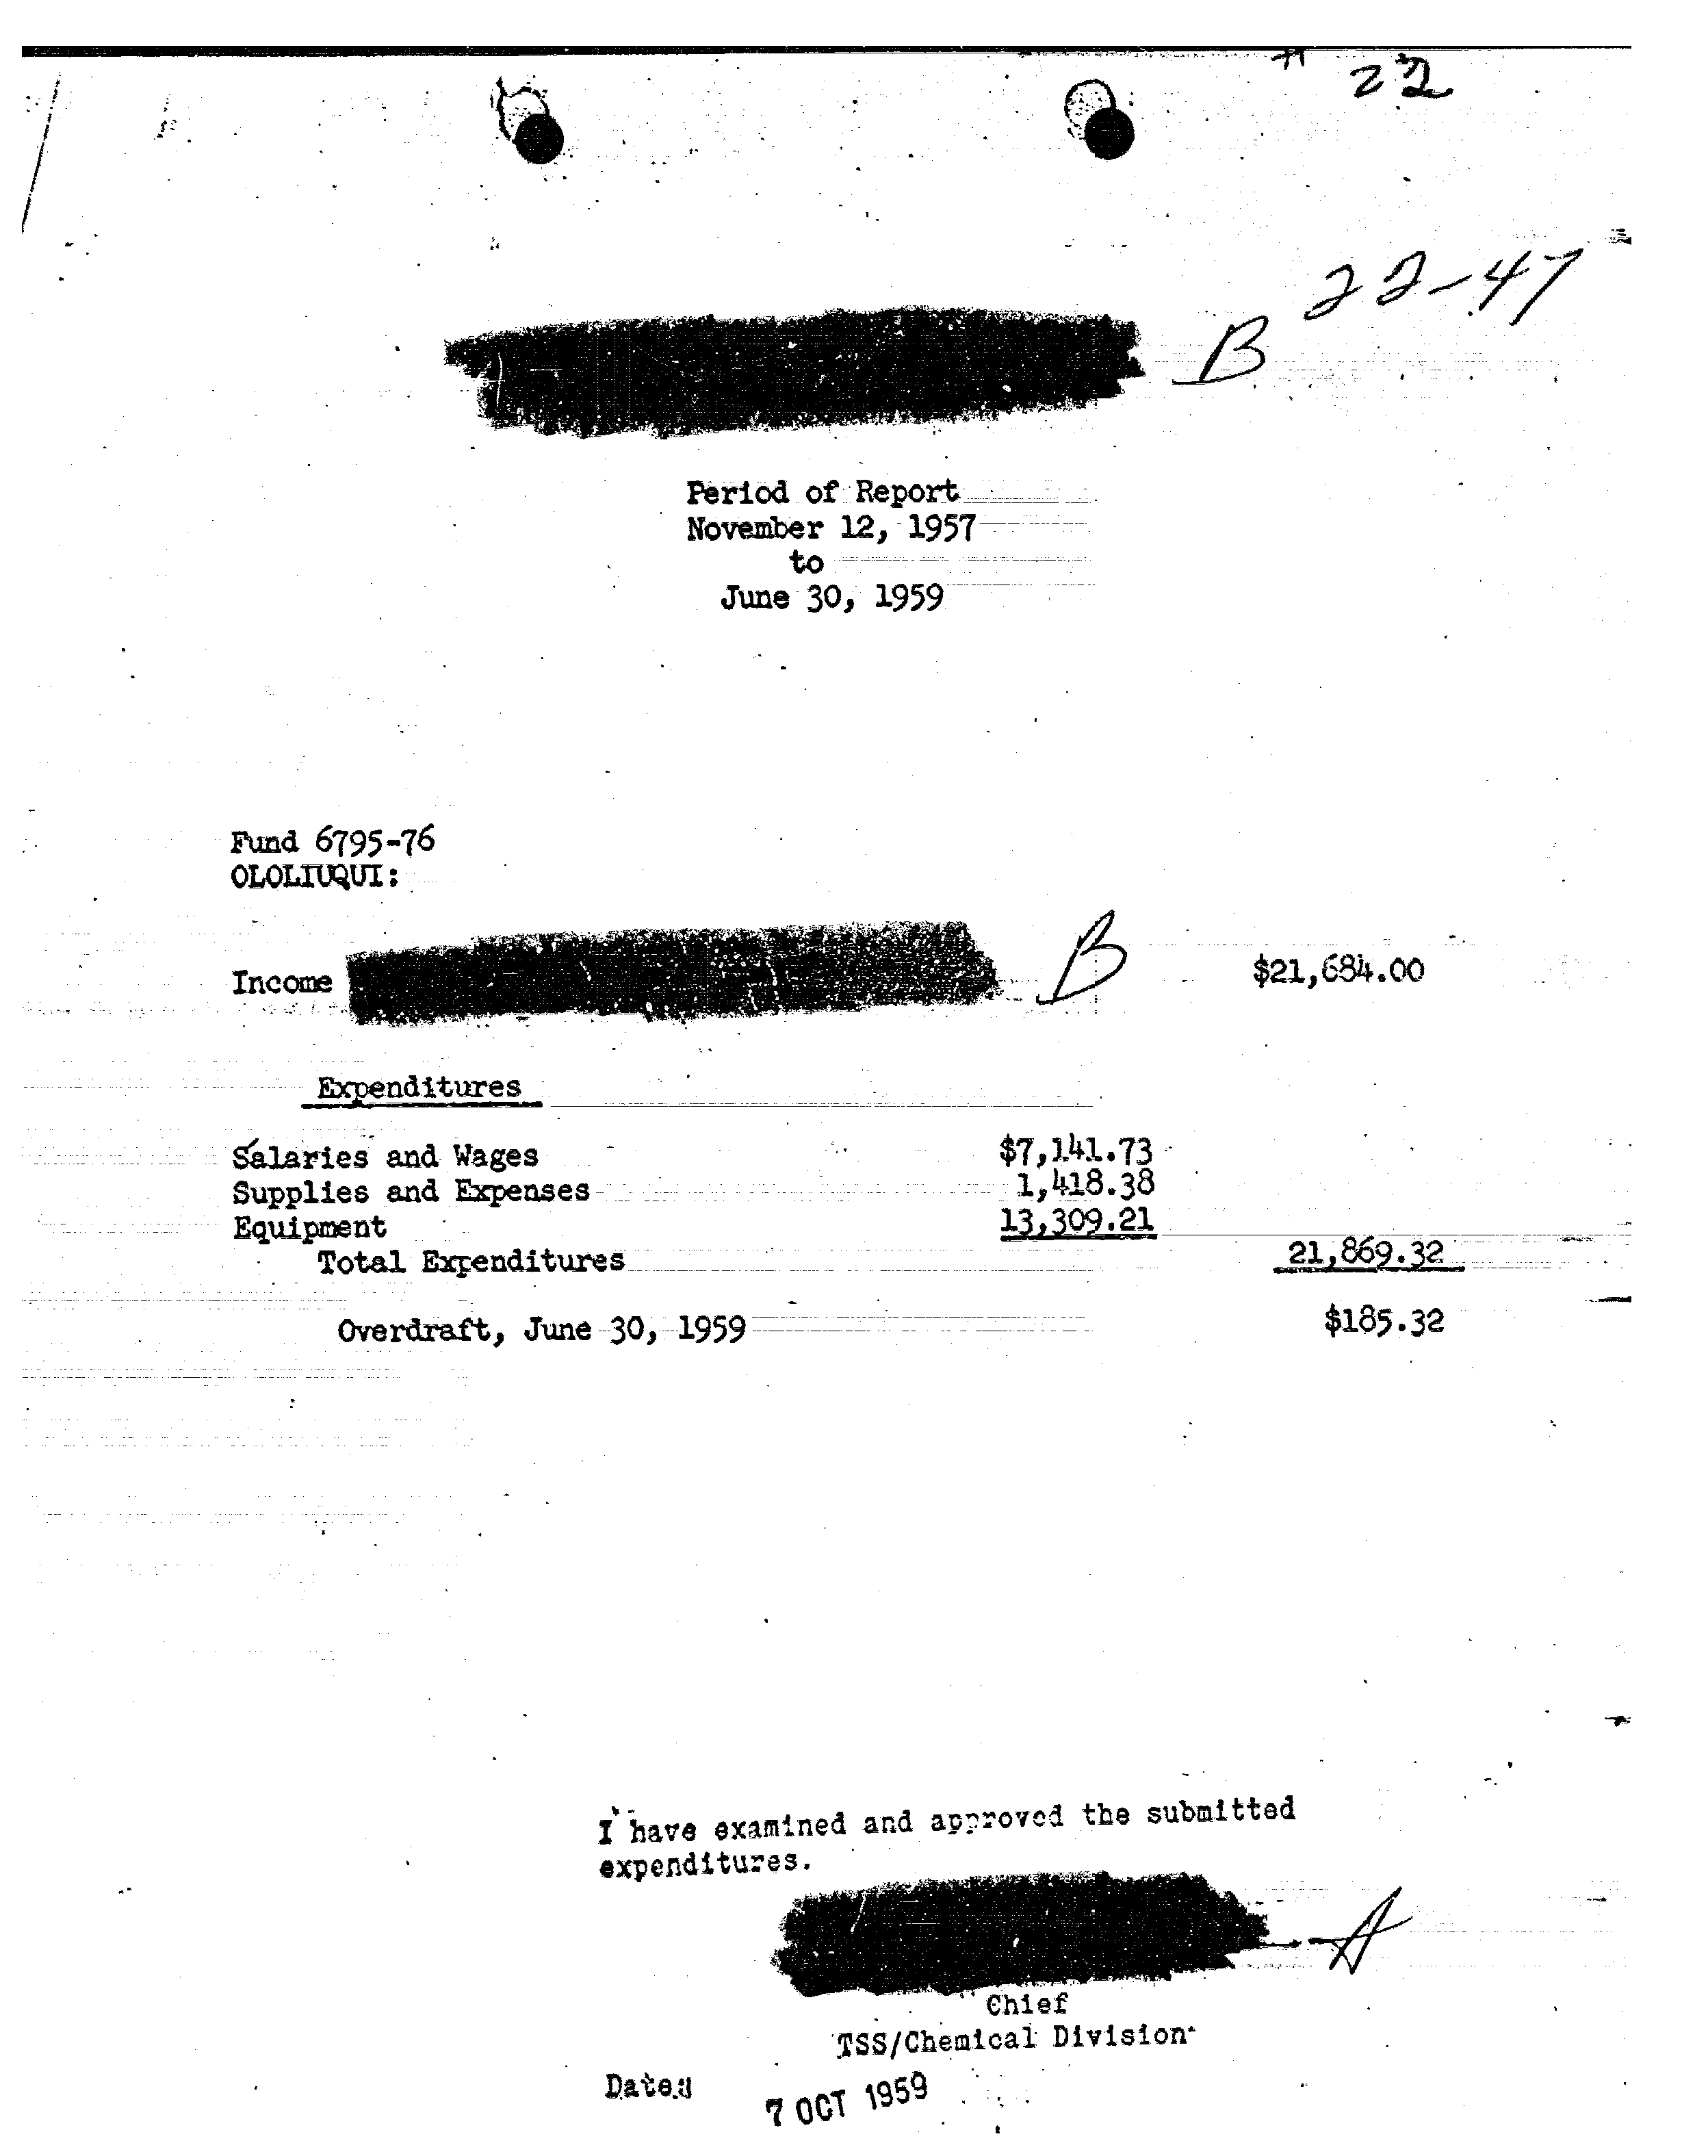 22
22-47
B
Period of Report
November 12, 1957
to
June 30, 1959
Fund 6795-76
OLOLIUQUI:
Income B $21,684.00
Expenditures
Salaries and Wages $7,141.73
Supplies and Expenses 1,418.38
Equipment 13,309.21
Total Expenditures 21,869.32
Overdraft, June 30, 1959 $185.32
I have examined and approved the submitted
expenditures.
A
Chief
TSS/Chemical Division
Date:
7 OCT 1959